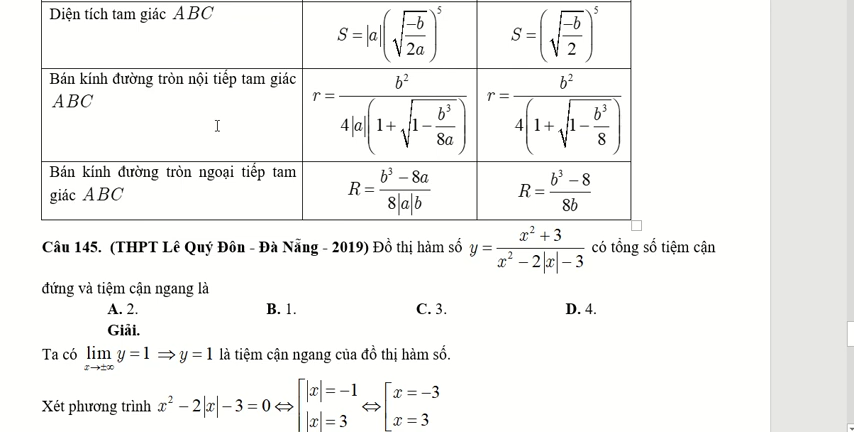 Diện tích tam giác ABC
S = |a|(√(-b/2a))^5
S = (√(-b/2))^5
Bán kính đường tròn nội tiếp tam giác
ABC
r = b²/(4|a|(1 + √(1 - b³/8a)))
r = b²/(4(1 + √(1 - b³/8)))
Bán kính đường tròn ngoại tiếp tam
giác ABC
R = (b³ - 8a)/(8|a|b)
R = (b³ - 8)/(8b)
Câu 145. (THPT Lê Quý Đôn - Đà Nẵng - 2019) Đồ thị hàm số y = (x² + 3)/(x² - 2|x| - 3) có tổng số tiệm cận
đứng và tiệm cận ngang là
A. 2. B. 1. C. 3. D. 4.
Giải.
Ta có lim_{x→±∞} y = 1 ⇒ y = 1 là tiệm cận ngang của đồ thị hàm số.
Xét phương trình x² - 2|x| - 3 = 0 ⇔ [|x| = -1 ; |x| = 3 ⇔ [x = -3 ; x = 3